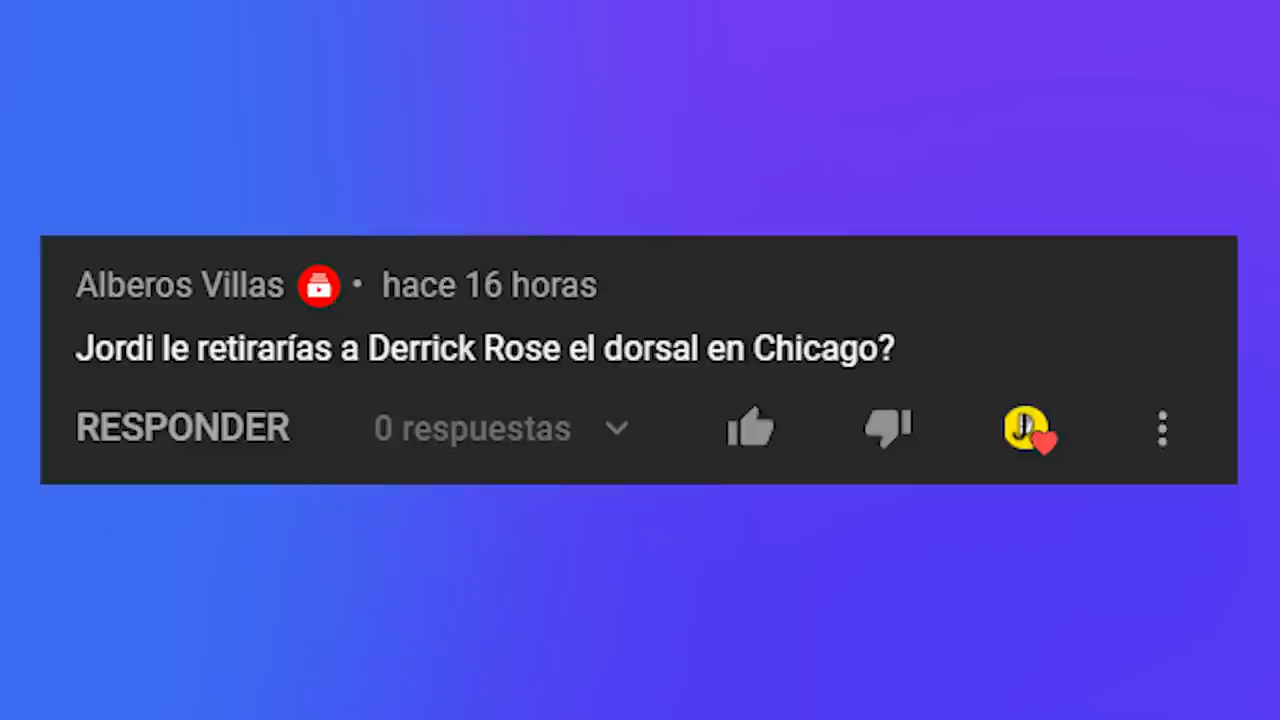 Alberos Villas • hace 16 horas
Jordi le retirarías a Derrick Rose el dorsal en Chicago?
RESPONDER 0 respuestas